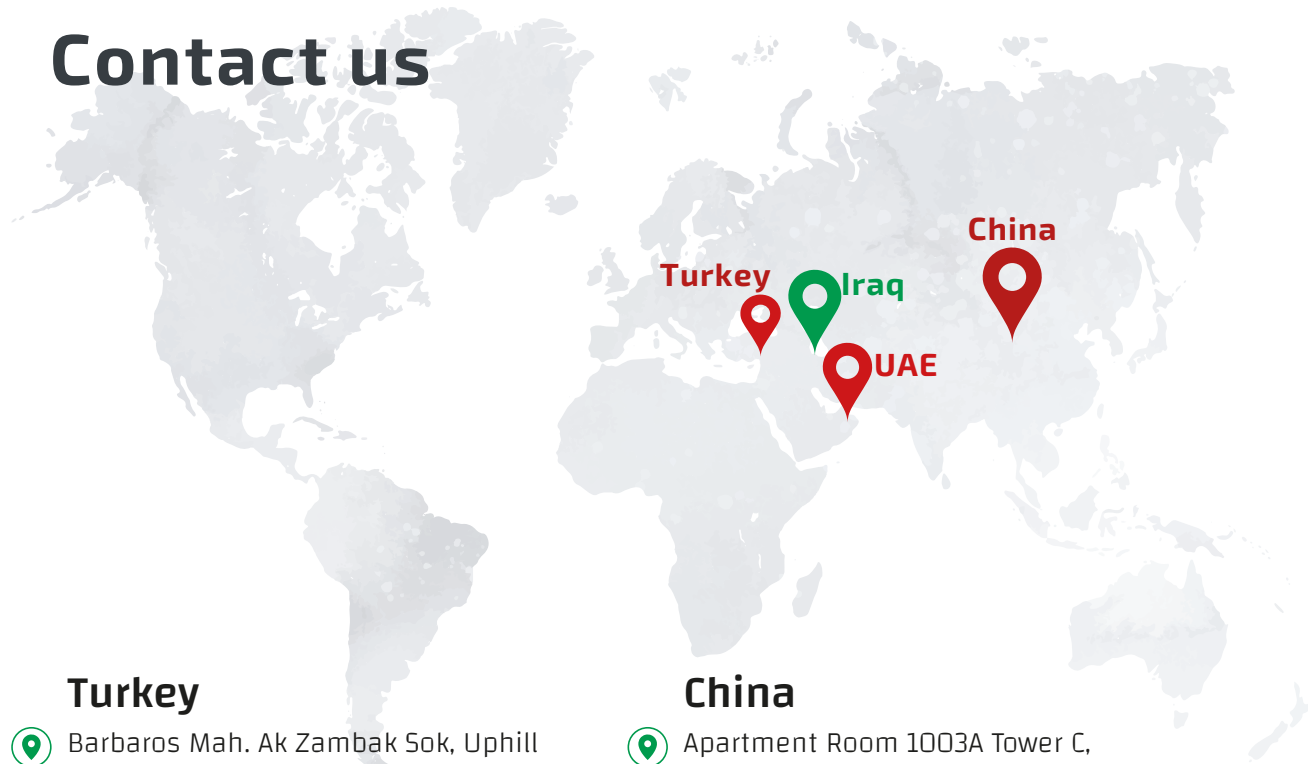 Contact us
China
Turkey
Iraq
UAE
Turkey
Barbaros Mah. Ak Zambak Sok, Uphill
China
Apartment Room 1003A Tower C,